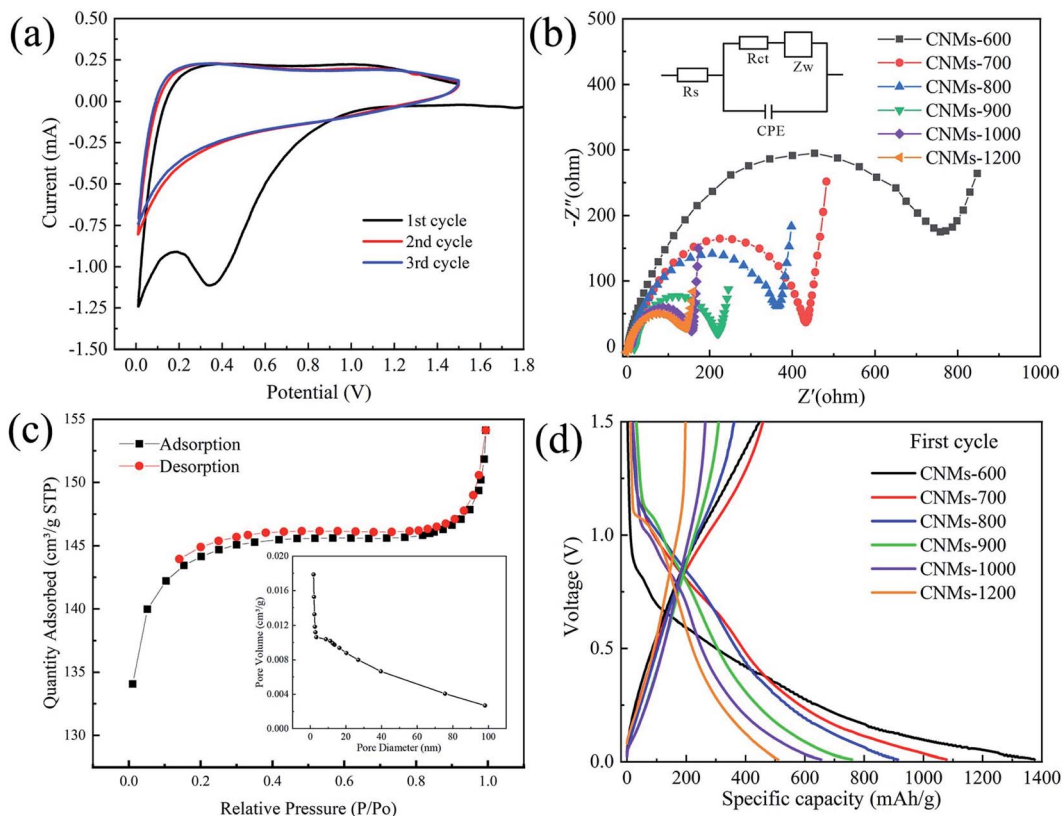 (a)
0.50
0.25
0.00
-0.25
-0.50
-0.75
-1.00
-1.25
-1.50
Current (mA)
1st cycle
2nd cycle
3rd cycle
0.0 0.2 0.4 0.6 0.8 1.0 1.2 1.4 1.6 1.8
Potential (V)
(b)
-500
-400
-300
-200
-100
0
-Z″(ohm)
Rs
Rct
Zw
CPE
CNMs-600
CNMs-700
CNMs-800
CNMs-900
CNMs-1000
CNMs-1200
0 200 400 600 800 1000
Z′(ohm)
(c)
155
150
145
140
135
130
Quantity Adsorbed (cm³/g STP)
Adsorption
Desorption
0.020
0.016
0.012
0.008
0.004
0.000
Pore Volume (cm³/g)
0 20 40 60 80 100
Pore Diameter (nm)
0.0 0.2 0.4 0.6 0.8 1.0
Relative Pressure (P/Po)
(d)
1.5
1.0
0.5
0.0
Voltage (V)
First cycle
CNMs-600
CNMs-700
CNMs-800
CNMs-900
CNMs-1000
CNMs-1200
0 200 400 600 800 1000 1200 1400
Specific capacity (mAh/g)